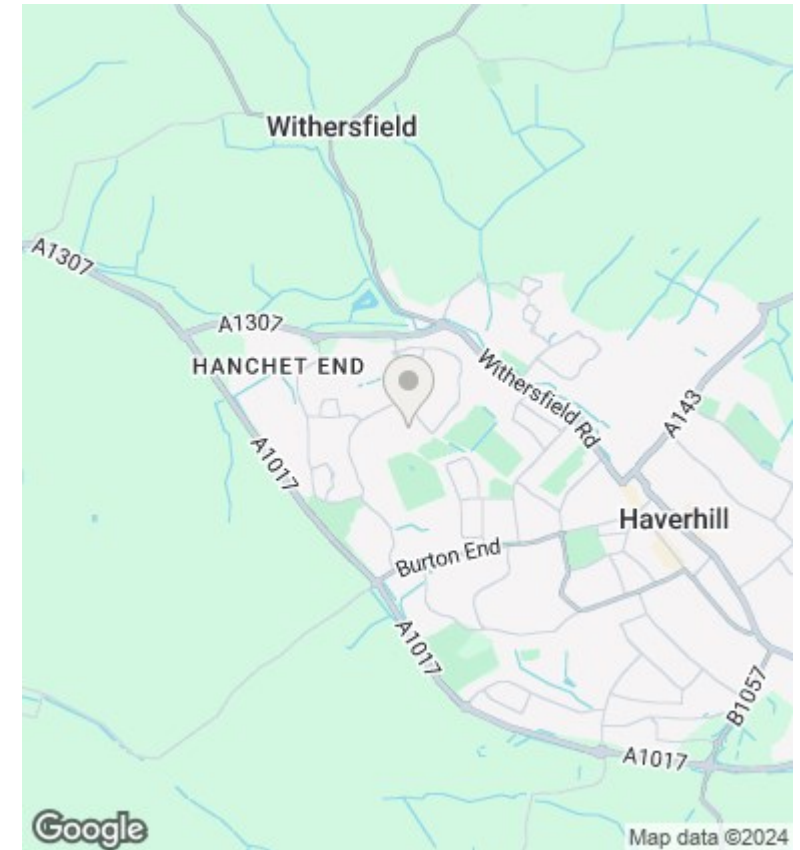 Withersfield
A1307
A1307
HANCHET END
Withersfield Rd
A143
A1017
Haverhill
Burton End
A1017
B1057
A1017
Google
Map data ©2024